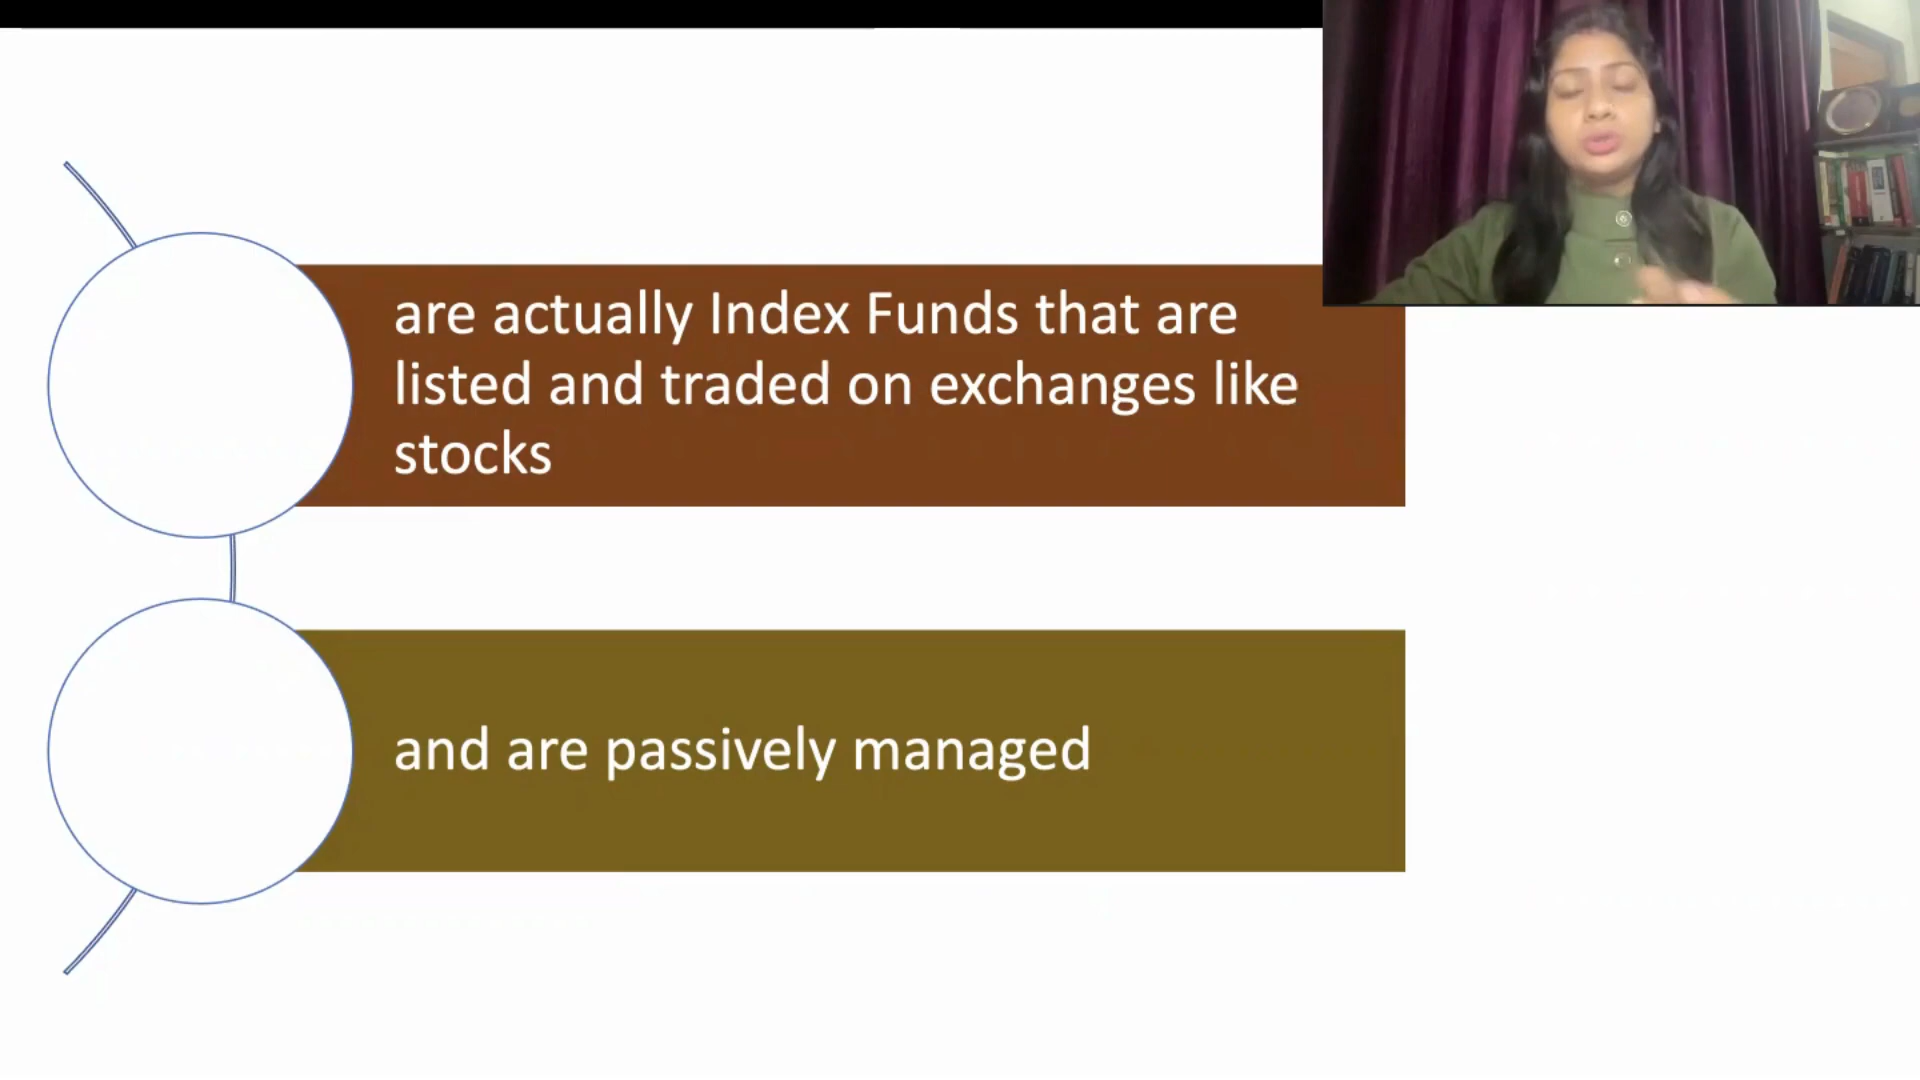 are actually Index Funds that are
listed and traded on exchanges like
stocks
and are passively managed